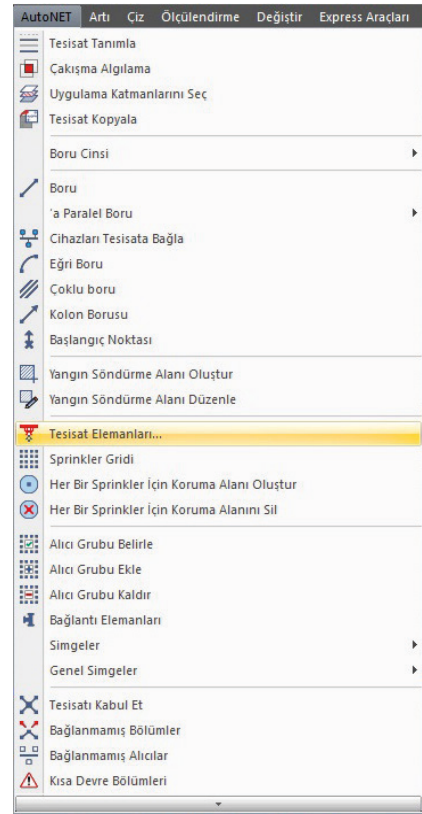 AutoNET Artı Çiz Ölçülendirme Değiştir Express Araçları
Tesisat Tanımla
Çakışma Algılama
Uygulama Katmanlarını Seç
Tesisat Kopyala
Boru Cinsi
Boru
'a Paralel Boru
Cihazları Tesisata Bağla
Eğri Boru
Çoklu boru
Kolon Borusu
Başlangıç Noktası
Yangın Söndürme Alanı Oluştur
Yangın Söndürme Alanı Düzenle
Tesisat Elemanları...
Sprinkler Gridi
Her Bir Sprinkler İçin Koruma Alanı Oluştur
Her Bir Sprinkler İçin Koruma Alanını Sil
Alıcı Grubu Belirle
Alıcı Grubu Ekle
Alıcı Grubu Kaldır
Bağlantı Elemanları
Simgeler
Genel Simgeler
Tesisatı Kabul Et
Bağlanmamış Bölümler
Bağlanmamış Alıcılar
Kısa Devre Bölümleri